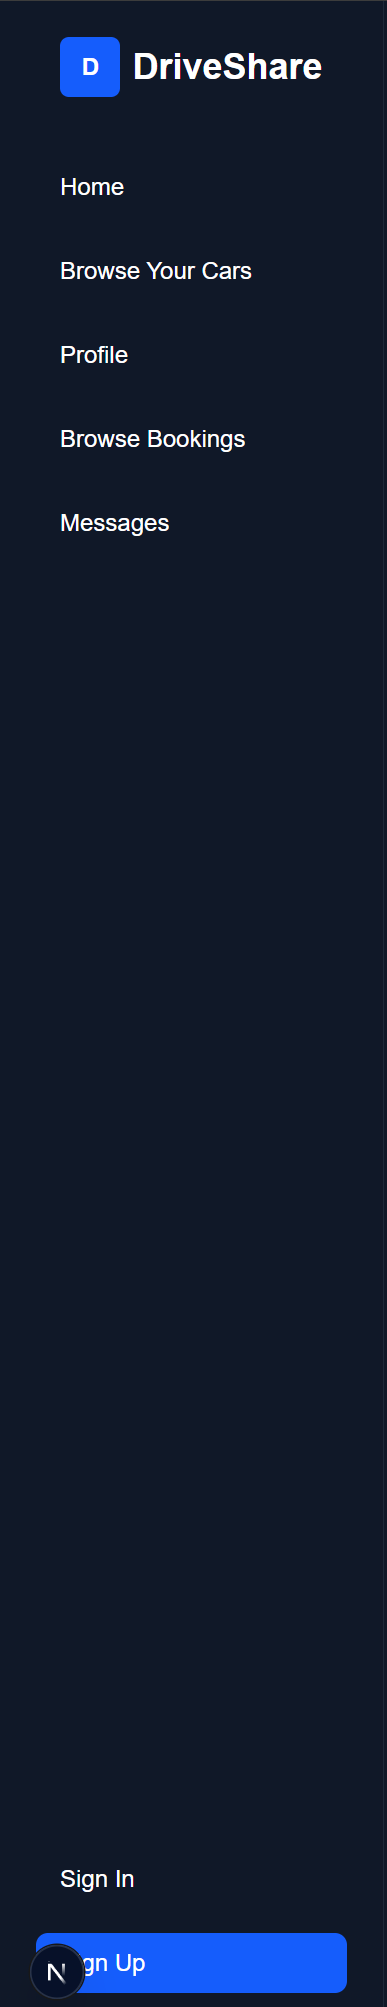 D DriveShare
Home
Browse Your Cars
Profile
Browse Bookings
Messages
Sign In
N gn Up